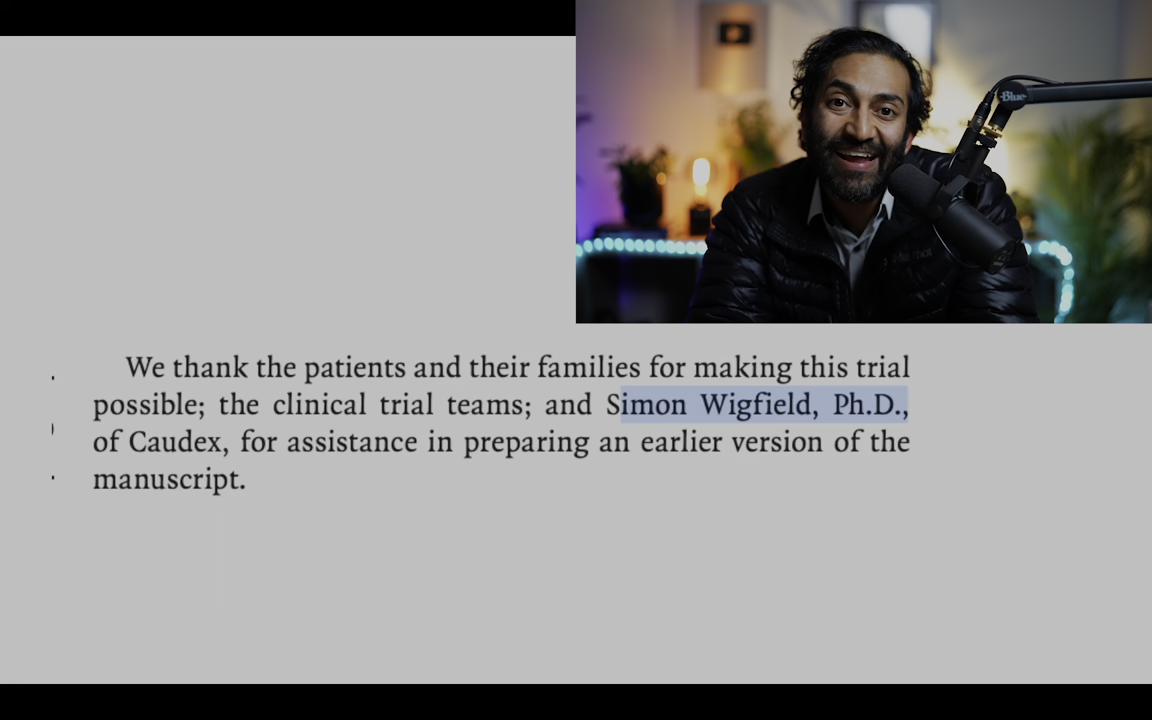 Blue
We thank the patients and their families for making this trial
possible; the clinical trial teams; and Simon Wigfield, Ph.D.,
of Caudex, for assistance in preparing an earlier version of the
manuscript.